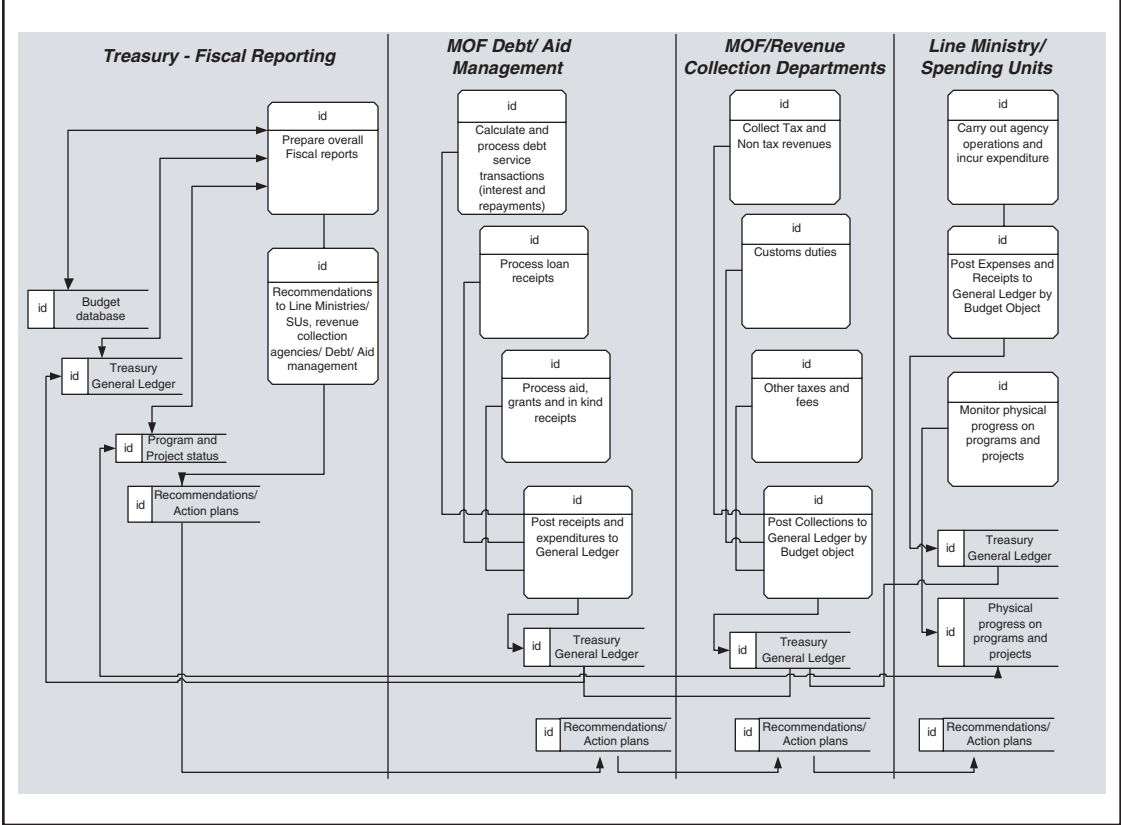 Treasury - Fiscal Reporting
MOF Debt/ Aid
Management
MOF/Revenue
Collection Departments
Line Ministry/
Spending Units
id
Prepare overall
Fiscal reports
id
Recommendations
to Line Ministries/
SUs, revenue
collection
agencies/ Debt/ Aid
management
id
Budget
database
id
Treasury
General Ledger
id
Program and
Project status
id
Recommendations/
Action plans
id
Calculate and
process debt
service
transactions
(interest and
repayments)
id
Process loan
receipts
id
Process aid,
grants and in kind
receipts
id
Post receipts and
expenditures to
General Ledger
id
Treasury
General Ledger
id
Recommendations/
Action plans
id
Collect Tax and
Non tax revenues
id
Customs duties
id
Other taxes and
fees
id
Post Collections to
General Ledger by
Budget object
id
Treasury
General Ledger
id
Recommendations/
Action plans
id
Carry out agency
operations and
incur expenditure
id
Post Expenses and
Receipts to
General Ledger by
Budget Object
id
Monitor physical
progress on
programs and
projects
id
Treasury
General Ledger
id
Physical
progress on
programs and
projects
id
Recommendations/
Action plans